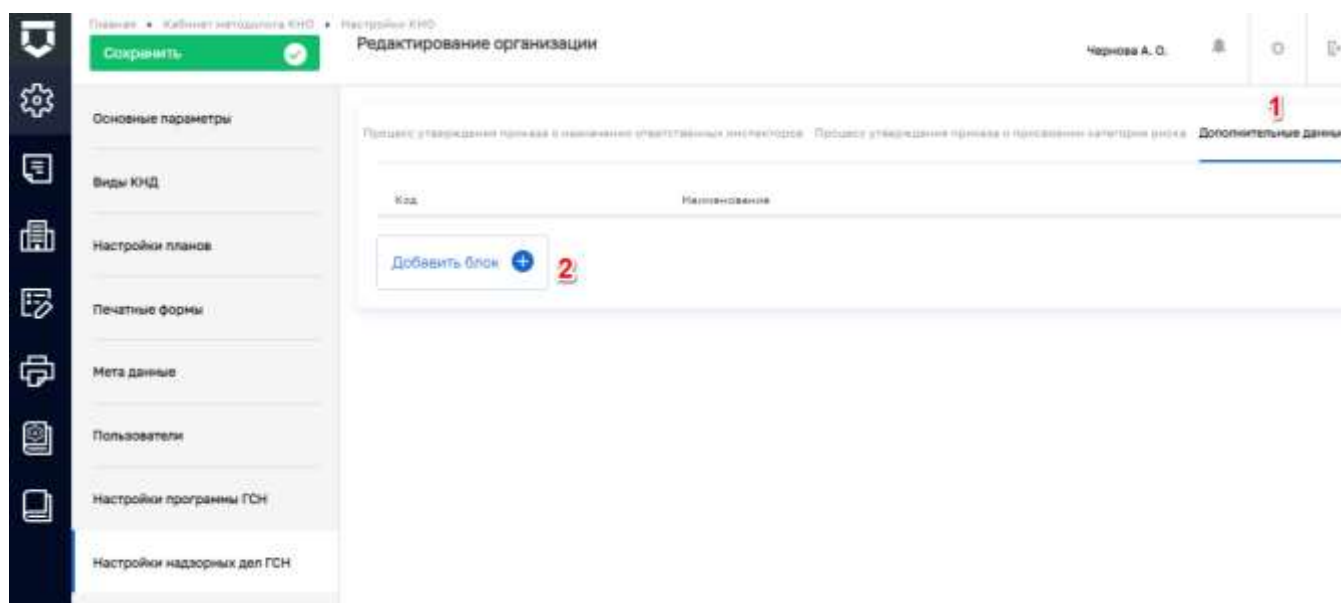 Главная • Кабинет методолога КНО • Настройки КНО
Сохранить
Редактирование организации
Чернова А. О.
Основные параметры
Виды КНД
Настройки планов
Печатные формы
Мета данные
Пользователи
Настройки программы ГСН
Настройки надзорных дел ГСН
1
Процесс утверждения приказа о назначении ответственных инспекторов Процесс утверждения приказа о присвоении категории риска Дополнительные данны
Код Наименование
Добавить блок
2